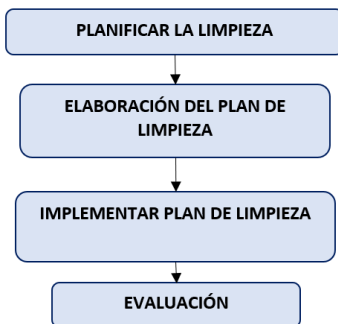 PLANIFICAR LA LIMPIEZA
ELABORACIÓN DEL PLAN DE
LIMPIEZA
IMPLEMENTAR PLAN DE LIMPIEZA
EVALUACIÓN